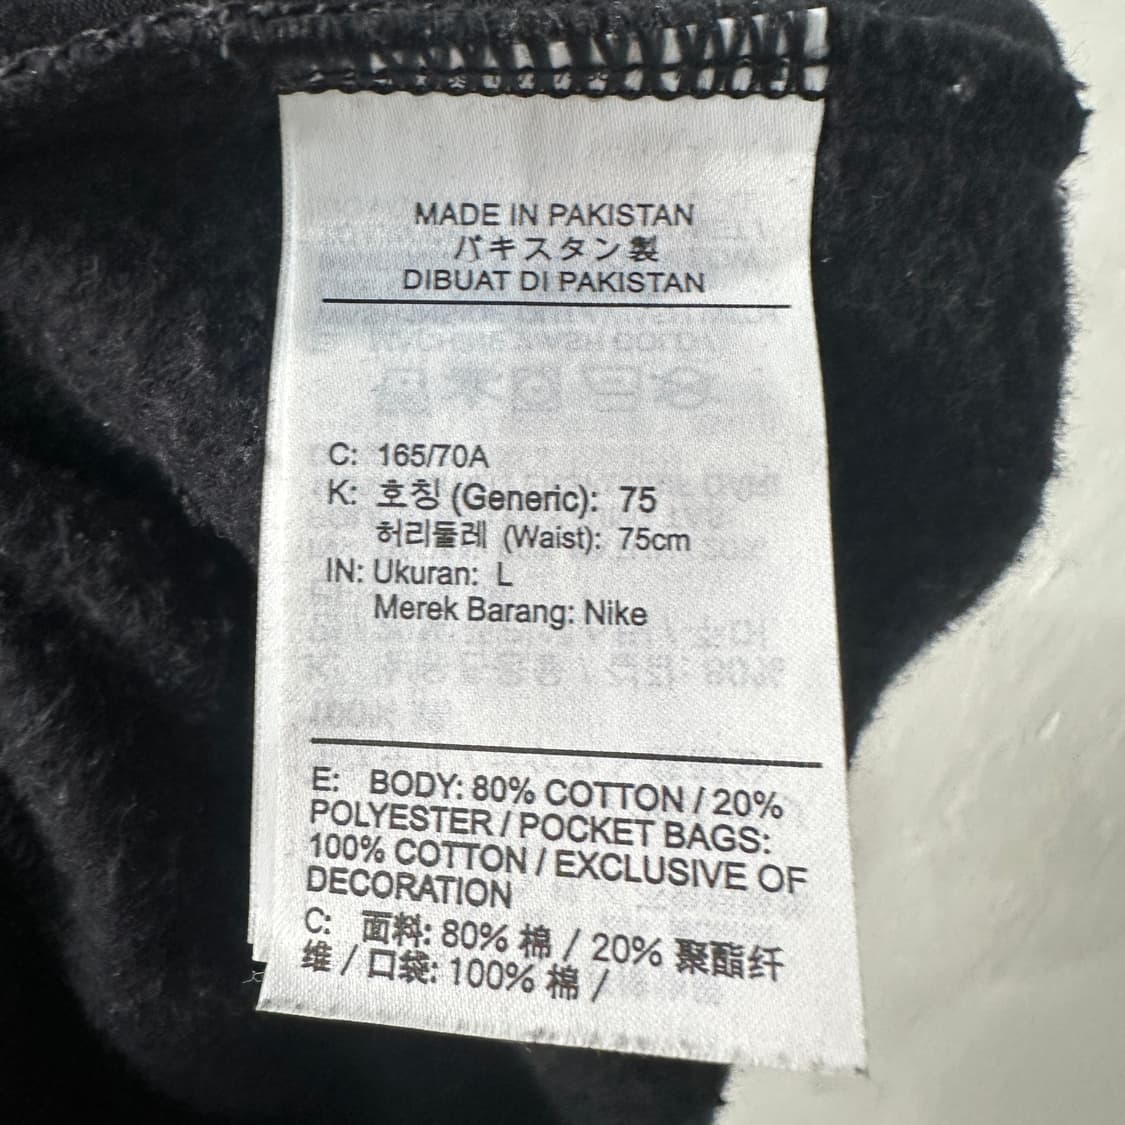 MADE IN PAKISTAN
パキスタン製
DIBUAT DI PAKISTAN
C: 165/70A
K: 호칭 (Generic): 75
허리둘레 (Waist): 75cm
IN: Ukuran: L
Merek Barang: Nike
E: BODY: 80% COTTON / 20%
POLYESTER / POCKET BAGS:
100% COTTON / EXCLUSIVE OF
DECORATION
C: 面料: 80% 棉 / 20% 聚酯纤
维 / 口袋: 100% 棉 /